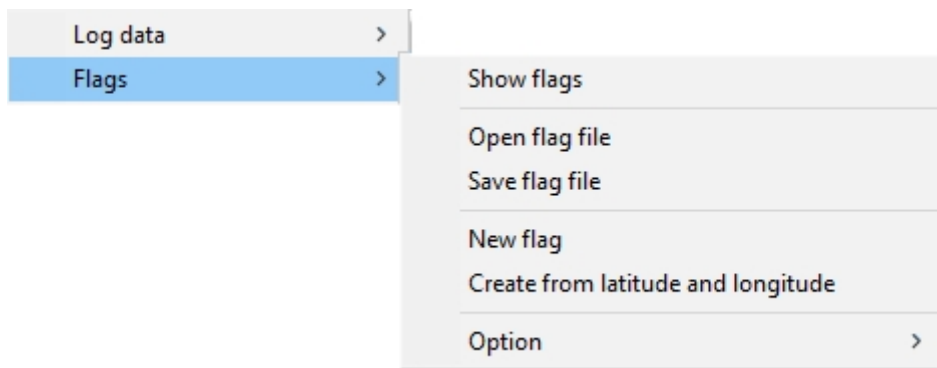 Log data
Flags
Show flags
Open flag file
Save flag file
New flag
Create from latitude and longitude
Option